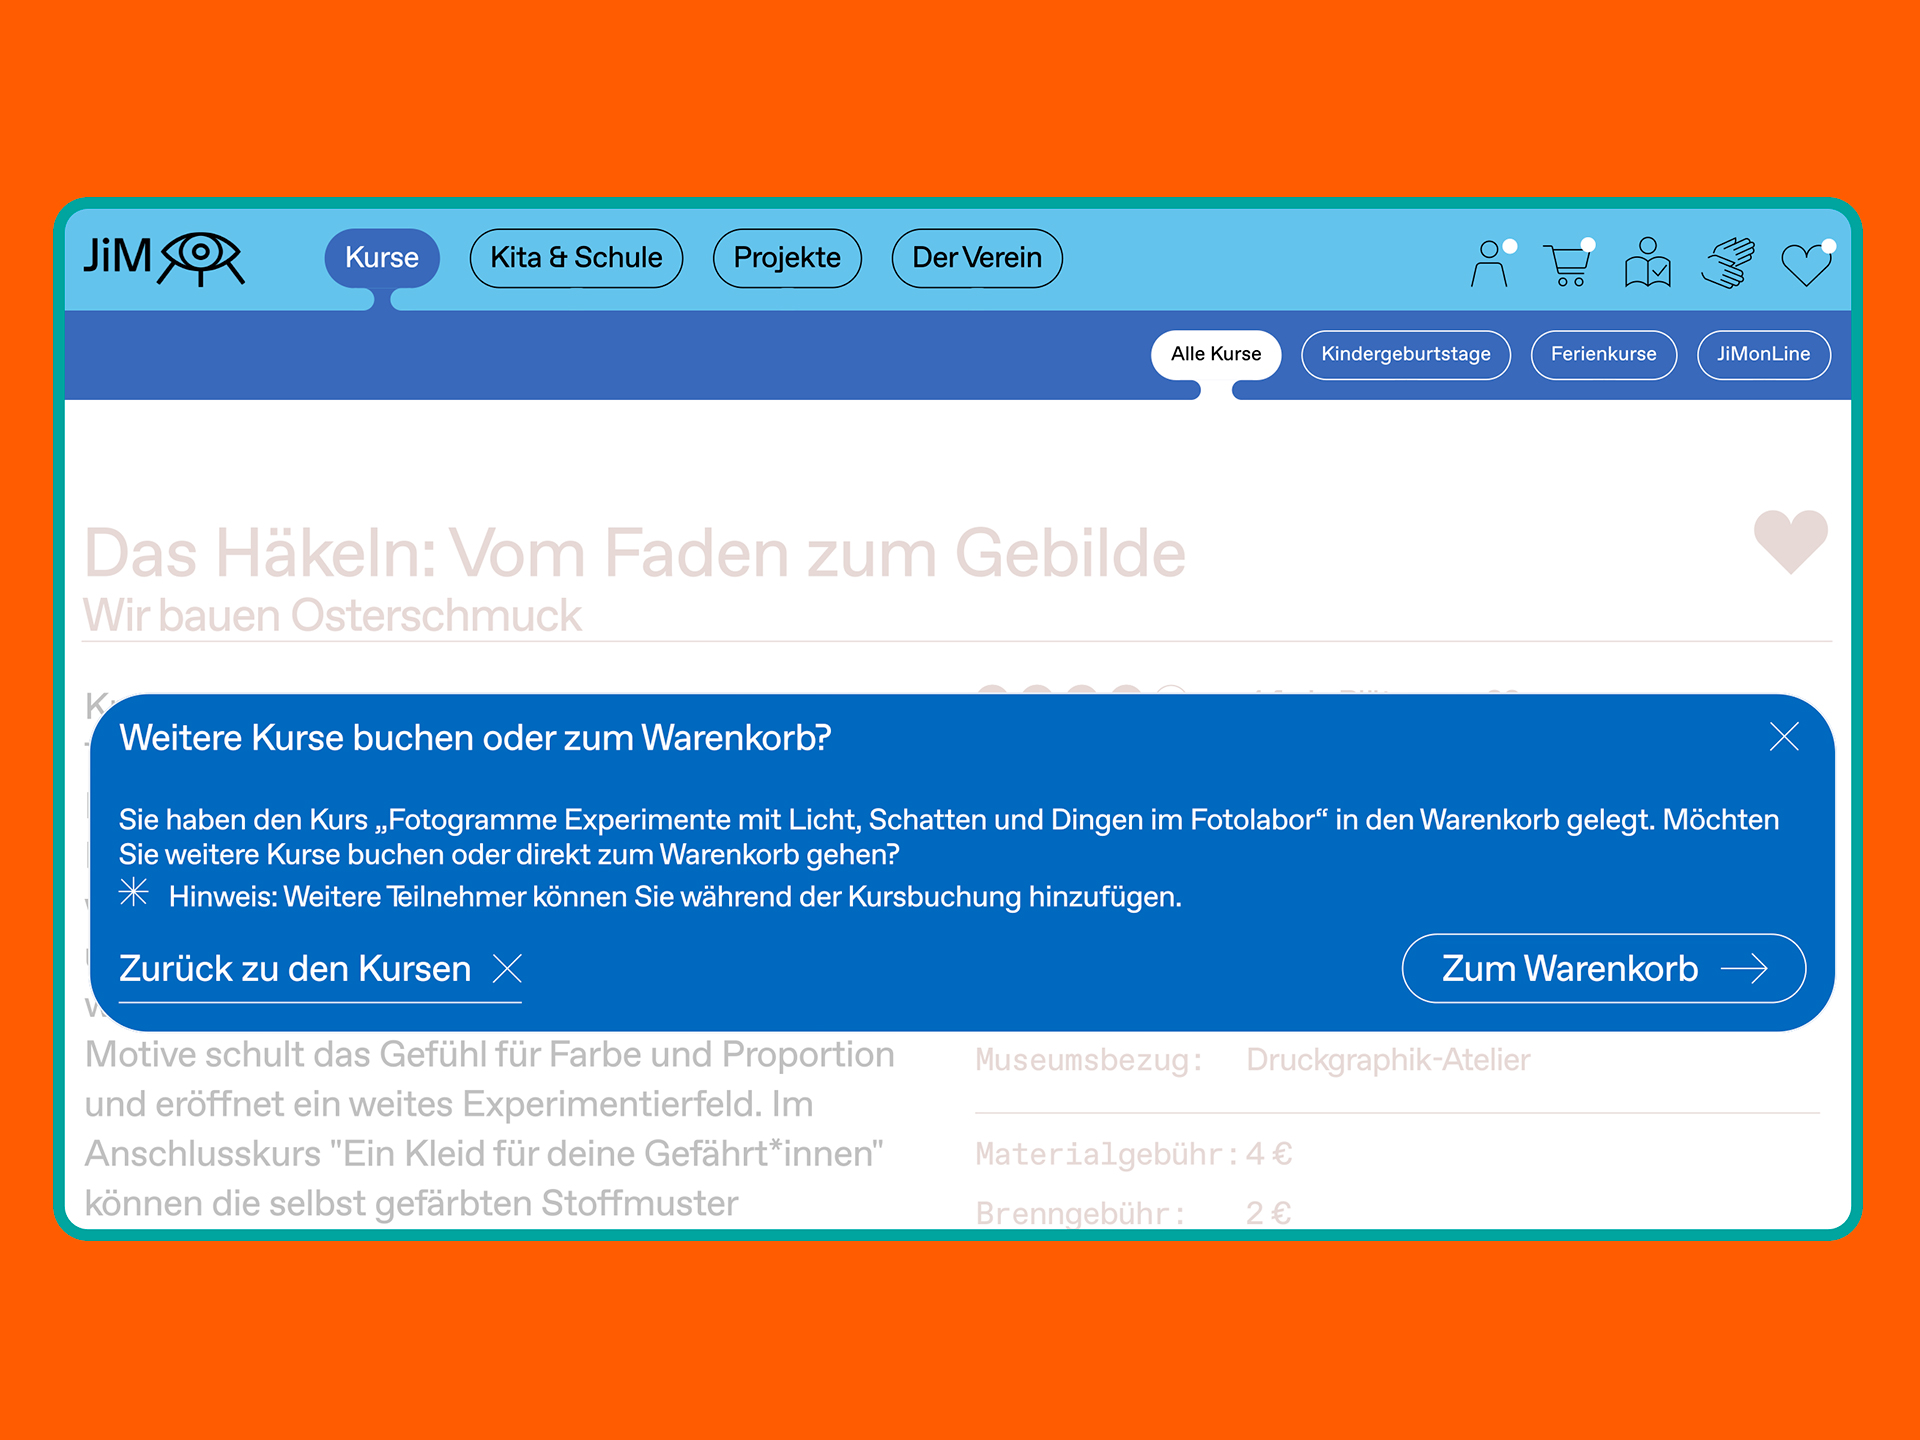 JiM
Kurse
Kita & Schule
Projekte
Der Verein
Alle Kurse
Kindergeburtstage
Ferienkurse
JiMonLine
Das Häkeln: Vom Faden zum Gebilde
Wir bauen Osterschmuck
Weitere Kurse buchen oder zum Warenkorb?
Sie haben den Kurs „Fotogramme Experimente mit Licht, Schatten und Dingen im Fotolabor“ in den Warenkorb gelegt. Möchten
Sie weitere Kurse buchen oder direkt zum Warenkorb gehen?
Hinweis: Weitere Teilnehmer können Sie während der Kursbuchung hinzufügen.
Zurück zu den Kursen
Zum Warenkorb
Motive schult das Gefühl für Farbe und Proportion
und eröffnet ein weites Experimentierfeld. Im
Anschlusskurs "Ein Kleid für deine Gefährt*innen"
können die selbst gefärbten Stoffmuster
Museumsbezug: Druckgraphik-Atelier
Materialgebühr: 4 €
Brenngebühr: 2 €